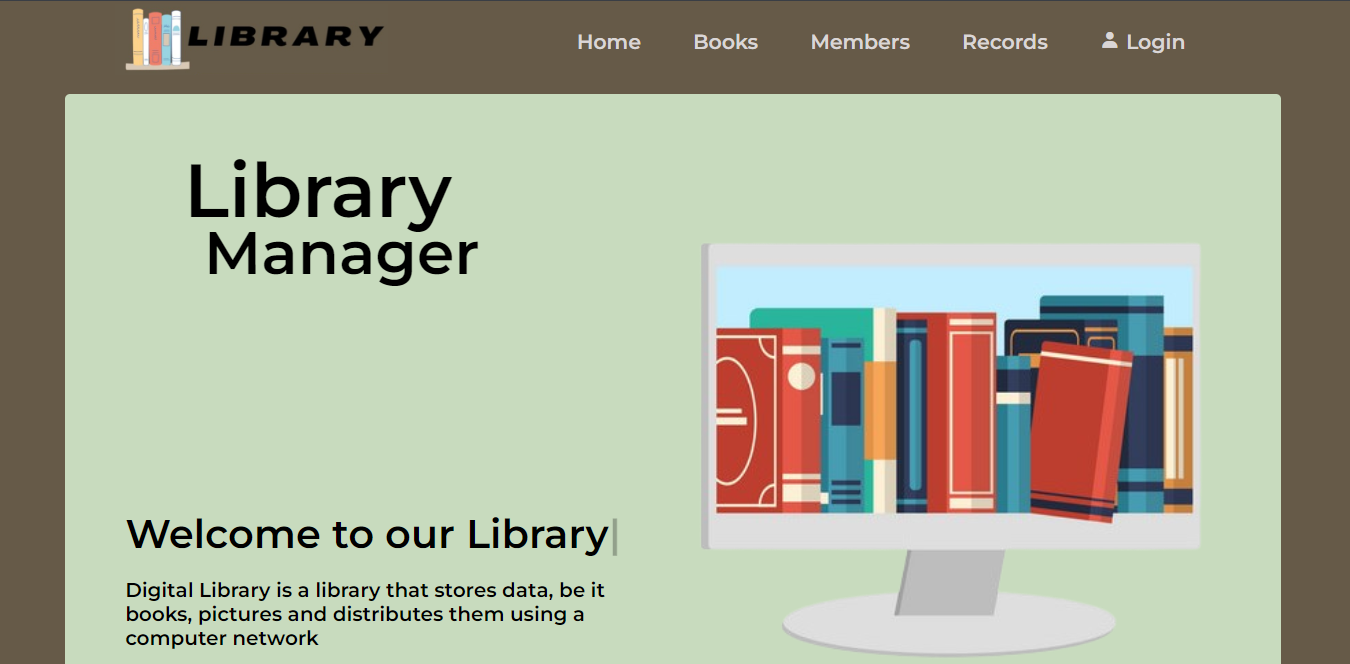 LIBRARY
Home Books Members Records Login
Library
Manager
Welcome to our Library|
Digital Library is a library that stores data, be it
books, pictures and distributes them using a
computer network